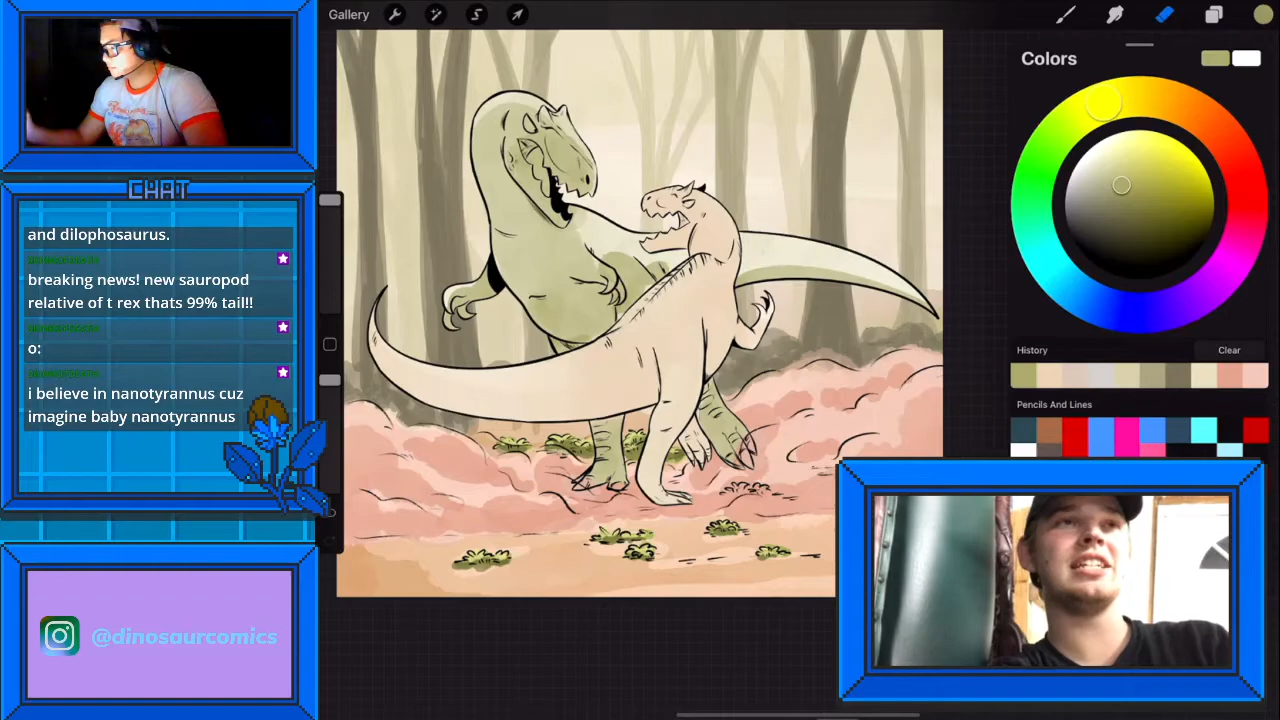 Gallery
Colors
CHAT
and dilophosaurus.
breaking news! new sauropod
relative of t rex thats 99% tail!!
o:
i believe in nanotyrannus cuz
imagine baby nanotyrannus
History
Clear
Pencils And Lines
@dinosaurcomics